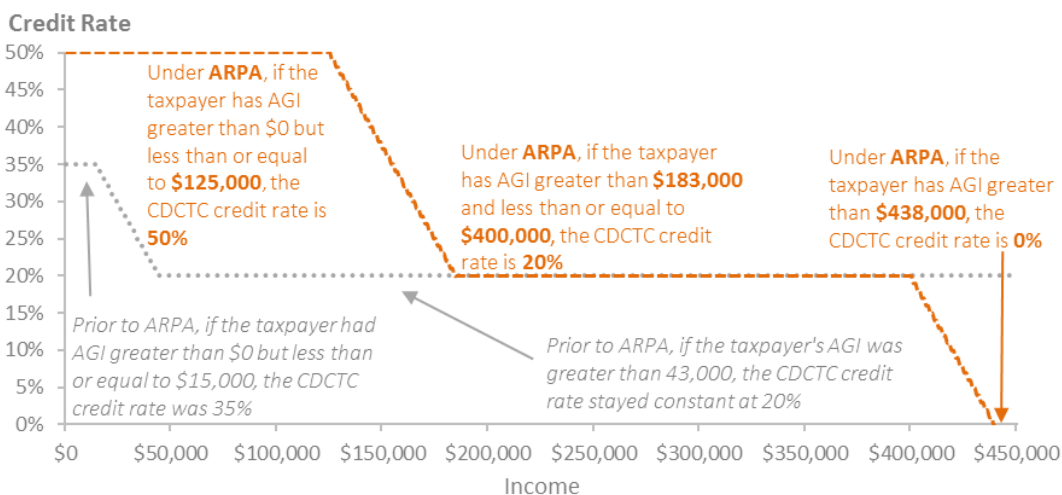 Credit Rate
50%
45%
40%
35%
30%
25%
20%
15%
10%
5%
0%
Under ARPA, if the
taxpayer has AGI
greater than $0 but
less than or equal
to $125,000, the
CDCTC credit rate is
50%
Under ARPA, if the taxpayer
has AGI greater than $183,000
and less than or equal to
$400,000, the CDCTC credit
rate is 20%
Under ARPA, if the
taxpayer has AGI greater
than $438,000, the
CDCTC credit rate is 0%
Prior to ARPA, if the taxpayer had
AGI greater than $0 but less than
or equal to $15,000, the CDCTC
credit rate was 35%
Prior to ARPA, if the taxpayer's AGI was
greater than 43,000, the CDCTC credit
rate stayed constant at 20%
$0 $50,000 $100,000 $150,000 $200,000 $250,000 $300,000 $350,000 $400,000 $450,000
Income